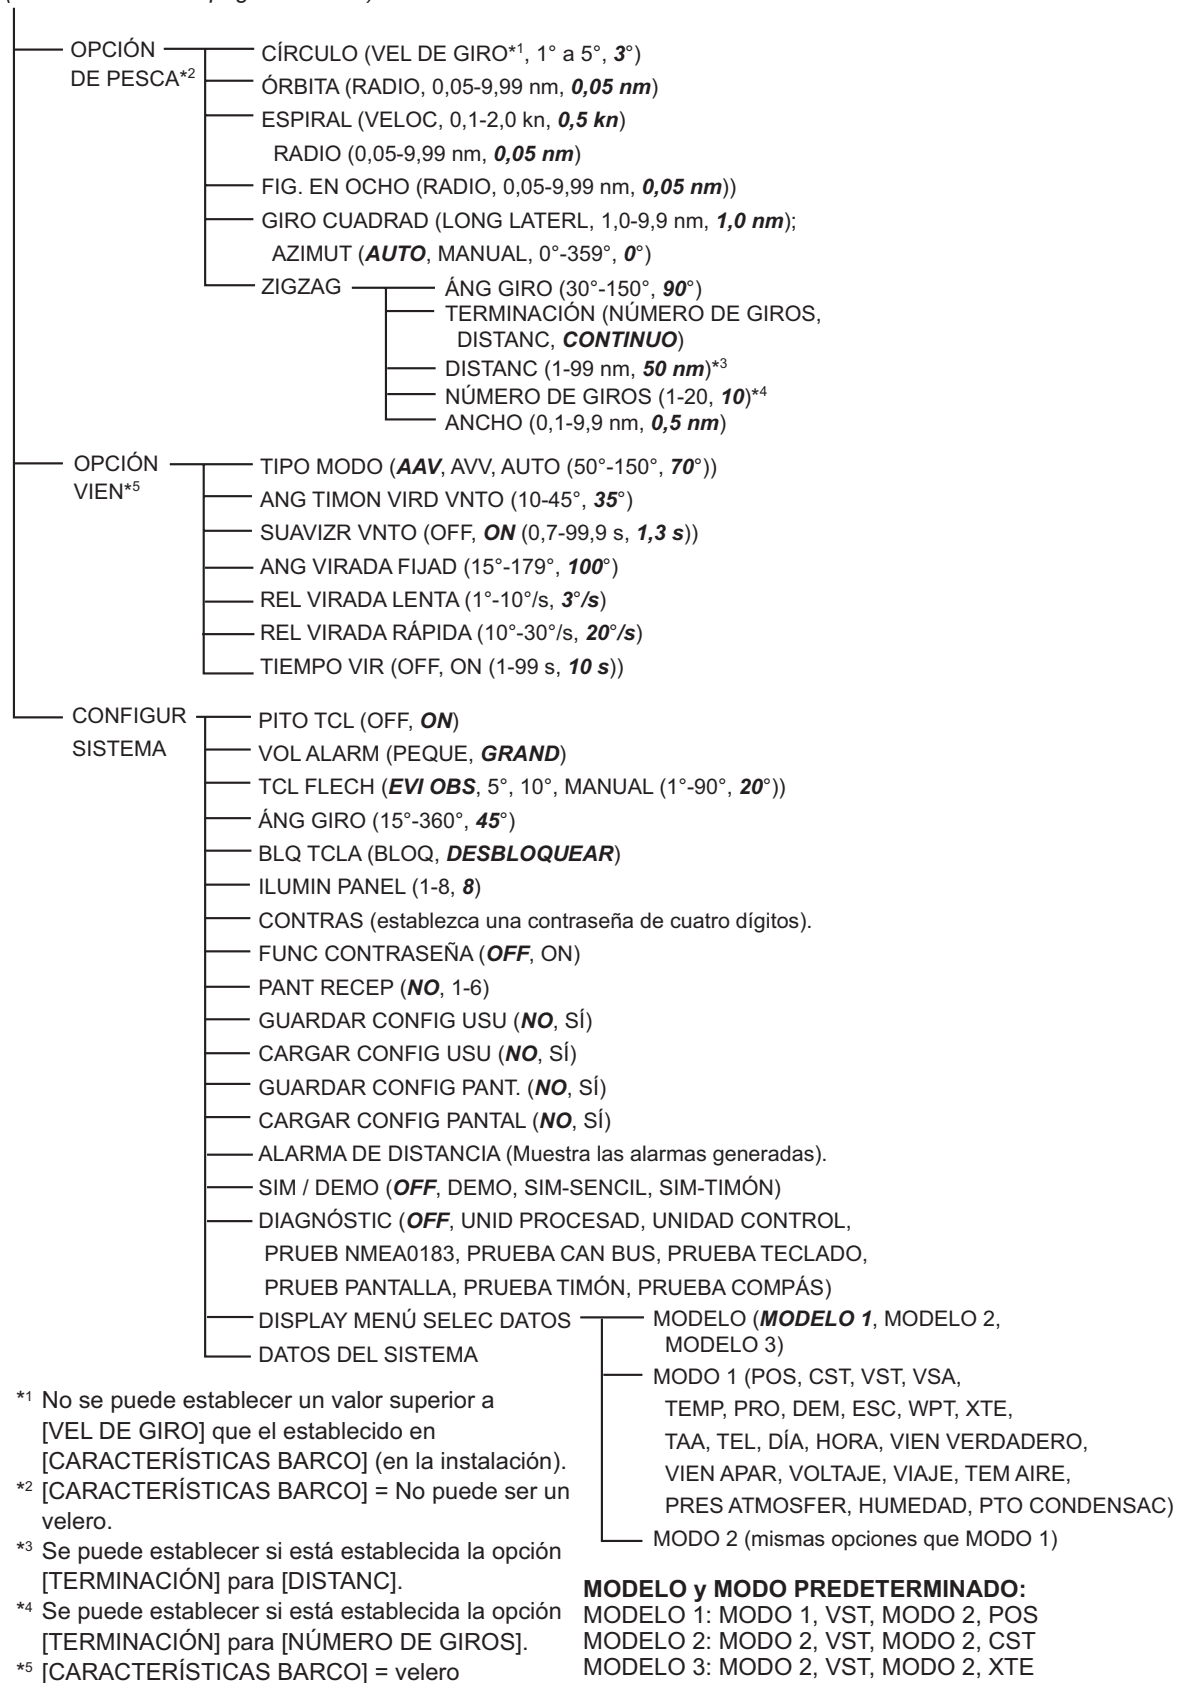 OPCIÓN
DE PESCA*2
CÍRCULO (VEL DE GIRO*1, 1° a 5°, 3°)
ÓRBITA (RADIO, 0,05-9,99 nm, 0,05 nm)
ESPIRAL (VELOC, 0,1-2,0 kn, 0,5 kn)
RADIO (0,05-9,99 nm, 0,05 nm)
FIG. EN OCHO (RADIO, 0,05-9,99 nm, 0,05 nm))
GIRO CUADRAD (LONG LATERL, 1,0-9,9 nm, 1,0 nm);
AZIMUT (AUTO, MANUAL, 0°-359°, 0°)
ZIGZAG
ÁNG GIRO (30°-150°, 90°)
TERMINACIÓN (NÚMERO DE GIROS,
DISTANC, CONTINUO)
DISTANC (1-99 nm, 50 nm)*3
NÚMERO DE GIROS (1-20, 10)*4
ANCHO (0,1-9,9 nm, 0,5 nm)
OPCIÓN
VIEN*5
TIPO MODO (AAV, AVV, AUTO (50°-150°, 70°))
ANG TIMON VIRD VNTO (10-45°, 35°)
SUAVIZR VNTO (OFF, ON (0,7-99,9 s, 1,3 s))
ANG VIRADA FIJAD (15°-179°, 100°)
REL VIRADA LENTA (1°-10°/s, 3°/s)
REL VIRADA RÁPIDA (10°-30°/s, 20°/s)
TIEMPO VIR (OFF, ON (1-99 s, 10 s))
CONFIGUR
SISTEMA
PITO TCL (OFF, ON)
VOL ALARM (PEQUE, GRAND)
TCL FLECH (EVI OBS, 5°, 10°, MANUAL (1°-90°, 20°))
ÁNG GIRO (15°-360°, 45°)
BLQ TCLA (BLOQ, DESBLOQUEAR)
ILUMIN PANEL (1-8, 8)
CONTRAS (establezca una contraseña de cuatro dígitos).
FUNC CONTRASEÑA (OFF, ON)
PANT RECEP (NO, 1-6)
GUARDAR CONFIG USU (NO, SÍ)
CARGAR CONFIG USU (NO, SÍ)
GUARDAR CONFIG PANT. (NO, SÍ)
CARGAR CONFIG PANTAL (NO, SÍ)
ALARMA DE DISTANCIA (Muestra las alarmas generadas).
SIM / DEMO (OFF, DEMO, SIM-SENCIL, SIM-TIMÓN)
DIAGNÓSTIC (OFF, UNID PROCESAD, UNIDAD CONTROL,
PRUEB NMEA0183, PRUEBA CAN BUS, PRUEBA TECLADO,
PRUEB PANTALLA, PRUEBA TIMÓN, PRUEBA COMPÁS)
DISPLAY MENÚ SELEC DATOS
MODELO (MODELO 1, MODELO 2,
MODELO 3)
MODO 1 (POS, CST, VST, VSA,
TEMP, PRO, DEM, ESC, WPT, XTE,
TAA, TEL, DÍA, HORA, VIEN VERDADERO,
VIEN APAR, VOLTAJE, VIAJE, TEM AIRE,
PRES ATMOSFER, HUMEDAD, PTO CONDENSAC)
MODO 2 (mismas opciones que MODO 1)
DATOS DEL SISTEMA
*1 No se puede establecer un valor superior a
[VEL DE GIRO] que el establecido en
[CARACTERÍSTICAS BARCO] (en la instalación).
*2 [CARACTERÍSTICAS BARCO] = No puede ser un
velero.
*3 Se puede establecer si está establecida la opción
[TERMINACIÓN] para [DISTANC].
*4 Se puede establecer si está establecida la opción
[TERMINACIÓN] para [NÚMERO DE GIROS].
*5 [CARACTERÍSTICAS BARCO] = velero
MODELO y MODO PREDETERMINADO:
MODELO 1: MODO 1, VST, MODO 2, POS
MODELO 2: MODO 2, VST, MODO 2, CST
MODELO 3: MODO 2, VST, MODO 2, XTE